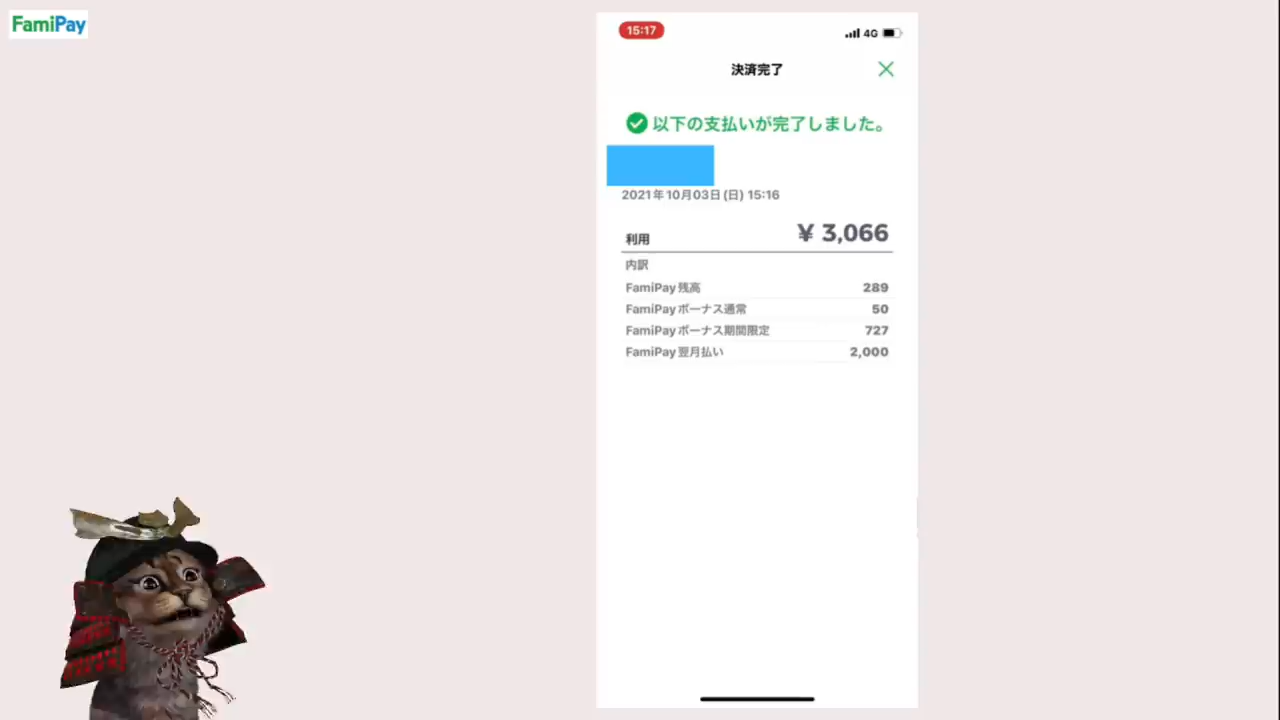 FamiPay
15:17
4G
決済完了
以下の支払いが完了しました。
2021年10月03日(日) 15:16
利用 ¥ 3,066
内訳
FamiPay残高 289
FamiPayボーナス通常 50
FamiPayボーナス期間限定 727
FamiPay翌月払い 2,000